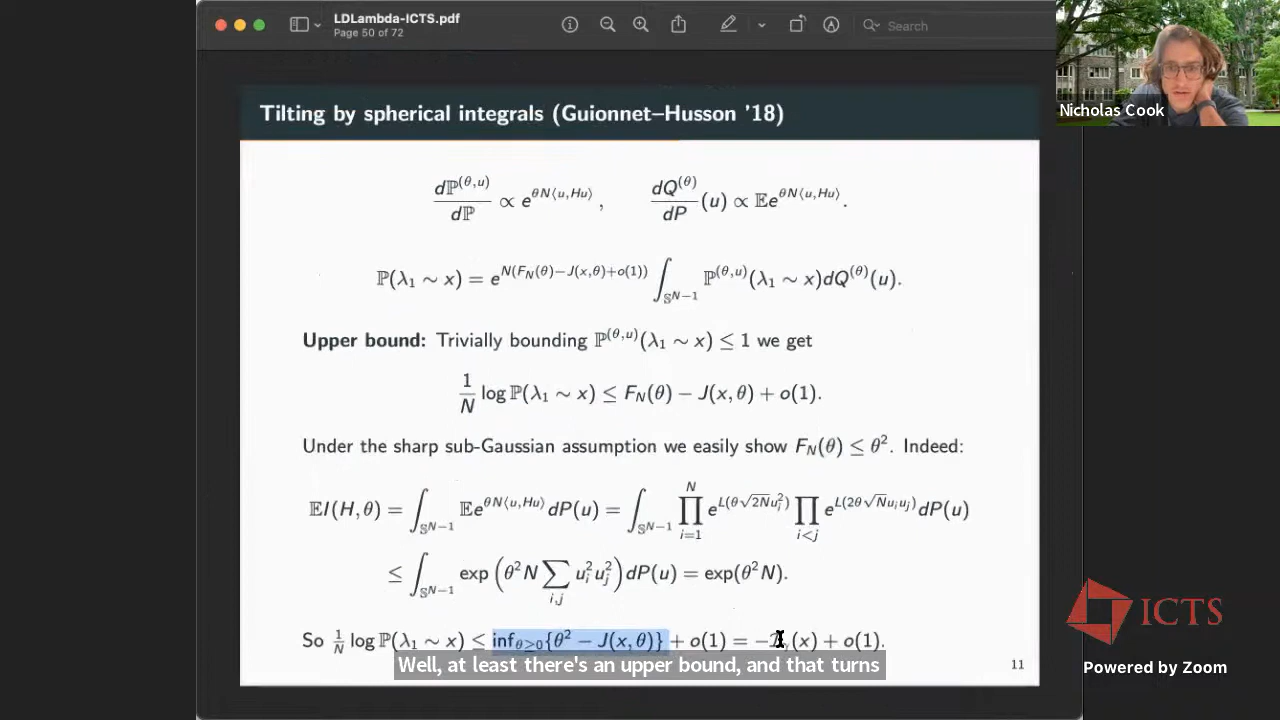 LDLambda-ICTS.pdf
Page 50 of 72
Search
Nicholas Cook
Tilting by spherical integrals (Guionnet–Husson '18)
dℙ^(θ,u)/dℙ ∝ e^{θN⟨u,Hu⟩} , dQ^(θ)/dP (u) ∝ 𝔼e^{θN⟨u,Hu⟩}.
ℙ(λ₁ ∼ x) = e^{N(F_N(θ)−J(x,θ)+o(1))} ∫_{𝕊^{N−1}} ℙ^(θ,u)(λ₁ ∼ x)dQ^(θ)(u).
Upper bound: Trivially bounding ℙ^(θ,u)(λ₁ ∼ x) ≤ 1 we get
1/N log ℙ(λ₁ ∼ x) ≤ F_N(θ) − J(x, θ) + o(1).
Under the sharp sub-Gaussian assumption we easily show F_N(θ) ≤ θ². Indeed:
𝔼I(H, θ) = ∫_{𝕊^{N−1}} 𝔼e^{θN⟨u,Hu⟩}dP(u) = ∫_{𝕊^{N−1}} ∏_{i=1}^{N} e^{L(θ√2N u_i²)} ∏_{i<j} e^{L(2θ√N u_i u_j)}dP(u)
≤ ∫_{𝕊^{N−1}} exp (θ²N ∑_{i,j} u_i²u_j²)dP(u) = exp(θ²N).
So 1/N log ℙ(λ₁ ∼ x) ≤ inf_{θ≥0}{θ² − J(x, θ)} + o(1) = −(x) + o(1).
Well, at least there's an upper bound, and that turns
11
ICTS
Powered by Zoom